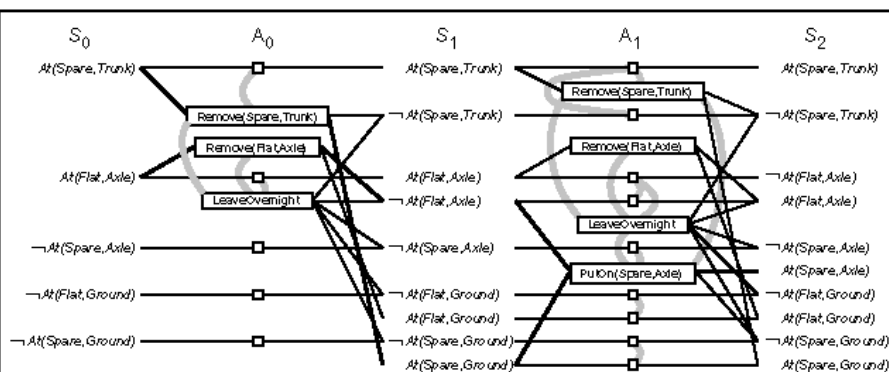 S0 A0 S1 A1 S2
At(Spare,Trunk) At(Spare,Trunk) At(Spare,Trunk)
Remove(Spare,Trunk)
Remove(Spare,Trunk) ¬ At(Spare,Trunk) ¬ At(Spare,Trunk)
Remove(Flat,Axle) Remove(Flat,Axle)
At(Flat,Axle) At(Flat,Axle) ¬ At(Flat,Axle)
LeaveOvernight ¬ At(Flat,Axle) At(Flat,Axle)
LeaveOvernight
¬ At(Spare,Axle) ¬ At(Spare,Axle) ¬ At(Spare,Axle)
PutOn(Spare,Axle) At(Spare,Axle)
¬ At(Flat,Ground) ¬ At(Flat,Ground) ¬ At(Flat,Ground)
At(Flat,Ground) At(Flat,Ground)
¬ At(Spare,Ground) ¬ At(Spare,Ground) ¬ At(Spare,Ground)
At(Spare,Ground) At(Spare,Ground)